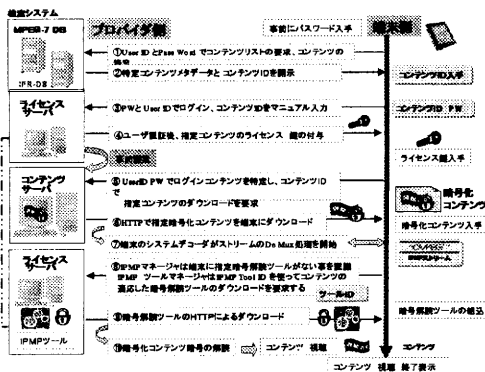 検定システム
プロバイダ側
端末側
MPEG-7 DB
事前にパスワード入手
①User IDとPass Wordでコンテンツリストの要求、コンテンツの
IPR-DB
②特定コンテンツメタデータとコンテンツIDを開示
コンテンツID入手
ライセンス
サーバ
③PWとUser IDでログイン、コンテンツIDをマニュアル入力
コンテンツID PW
④ユーザ認証後、指定コンテンツのライセンス 鍵の付与
ライセンス鍵入手
コンテンツ
サーバ
⑤UserID PWでログインコンテンツを特定し、コンテンツID
で
指定コンテンツのダウンロードを要求
暗号化
コンテンツ
⑥HTTPで指定暗号化コンテンツを端末にダウンロード
暗号化コンテンツ入手
⑦端末のシステムデコーダがストリームのDe Mux処理を開始
IPMPストリーム
ライセンス
サーバ
⑧IPMPマネージャは端末に指定暗号解読ツールがない事を確認
IPMP ツールマネージャはIPMP Tool IDを使ってコンテンツの
適応した暗号解読ツールのダウンロードを要求する
ツールID
⑨暗号解読ツールのHTTPによるダウンロード
暗号解読ツールの組込
IPMPツール
⑩暗号化コンテンツ暗号の解読
コンテンツ 視聴
コンテンツ
コンテンツ 視聴 終了表示